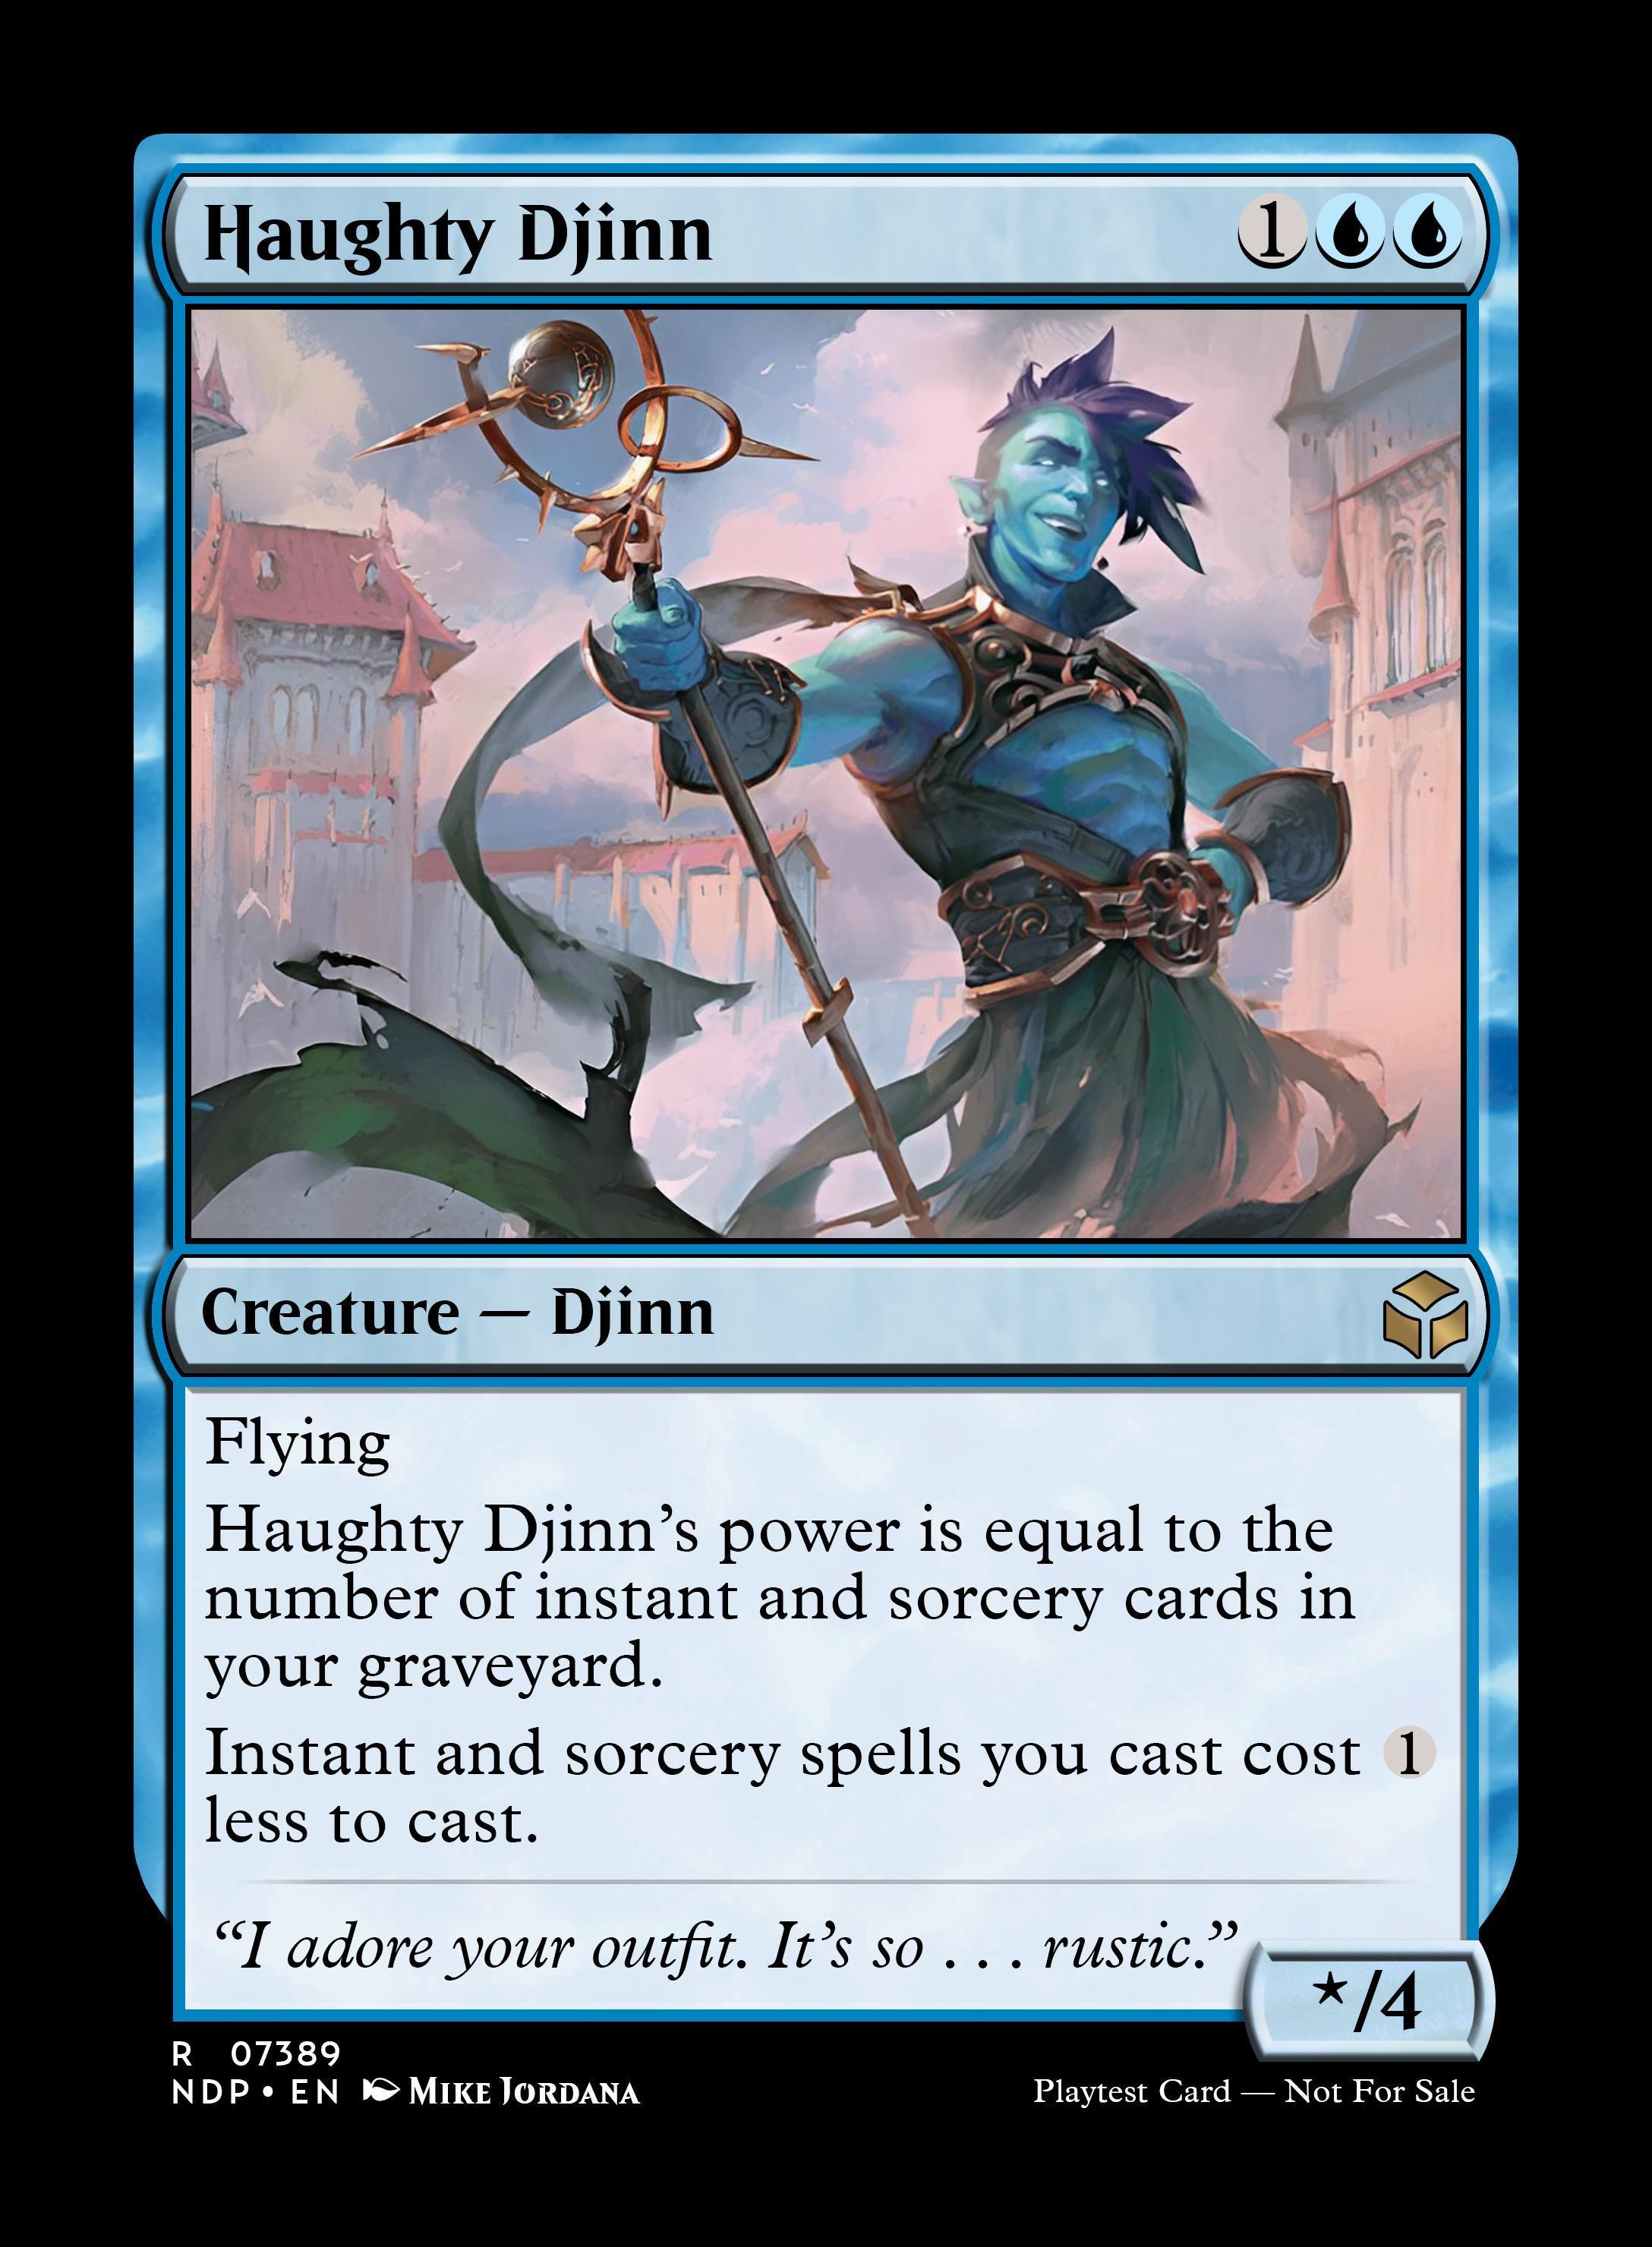 Haughty Djinn 1
Creature — Djinn
Flying
Haughty Djinn’s power is equal to the
number of instant and sorcery cards in
your graveyard.
Instant and sorcery spells you cast cost 1
less to cast.
“I adore your outfit. It’s so . . . rustic.”
*/4
R 07389
NDP • EN MIKE JORDANA
Playtest Card — Not For Sale